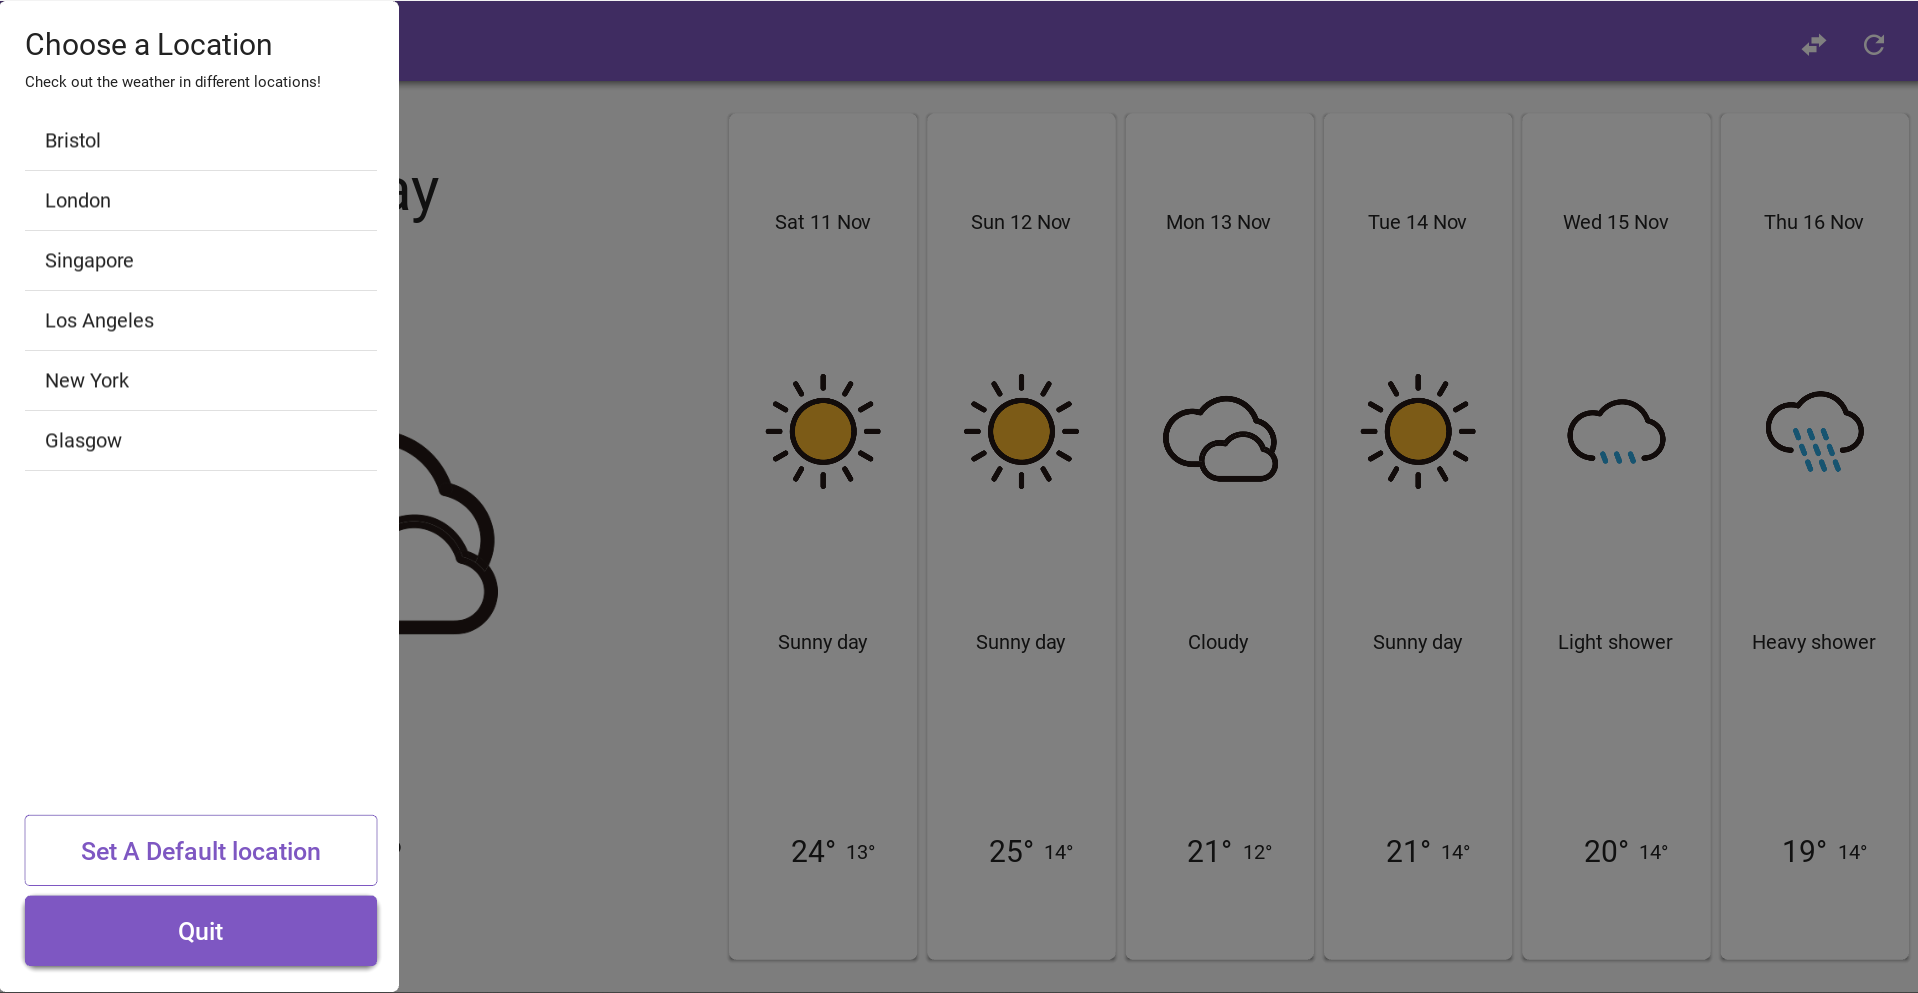 Choose a Location
Check out the weather in different locations!
Bristol
London
Singapore
Los Angeles
New York
Glasgow
Set A Default location
Quit
Sat 11 Nov
Sunny day
24° 13°
Sun 12 Nov
Sunny day
25° 14°
Mon 13 Nov
Cloudy
21° 12°
Tue 14 Nov
Sunny day
21° 14°
Wed 15 Nov
Light shower
20° 14°
Thu 16 Nov
Heavy shower
19° 14°